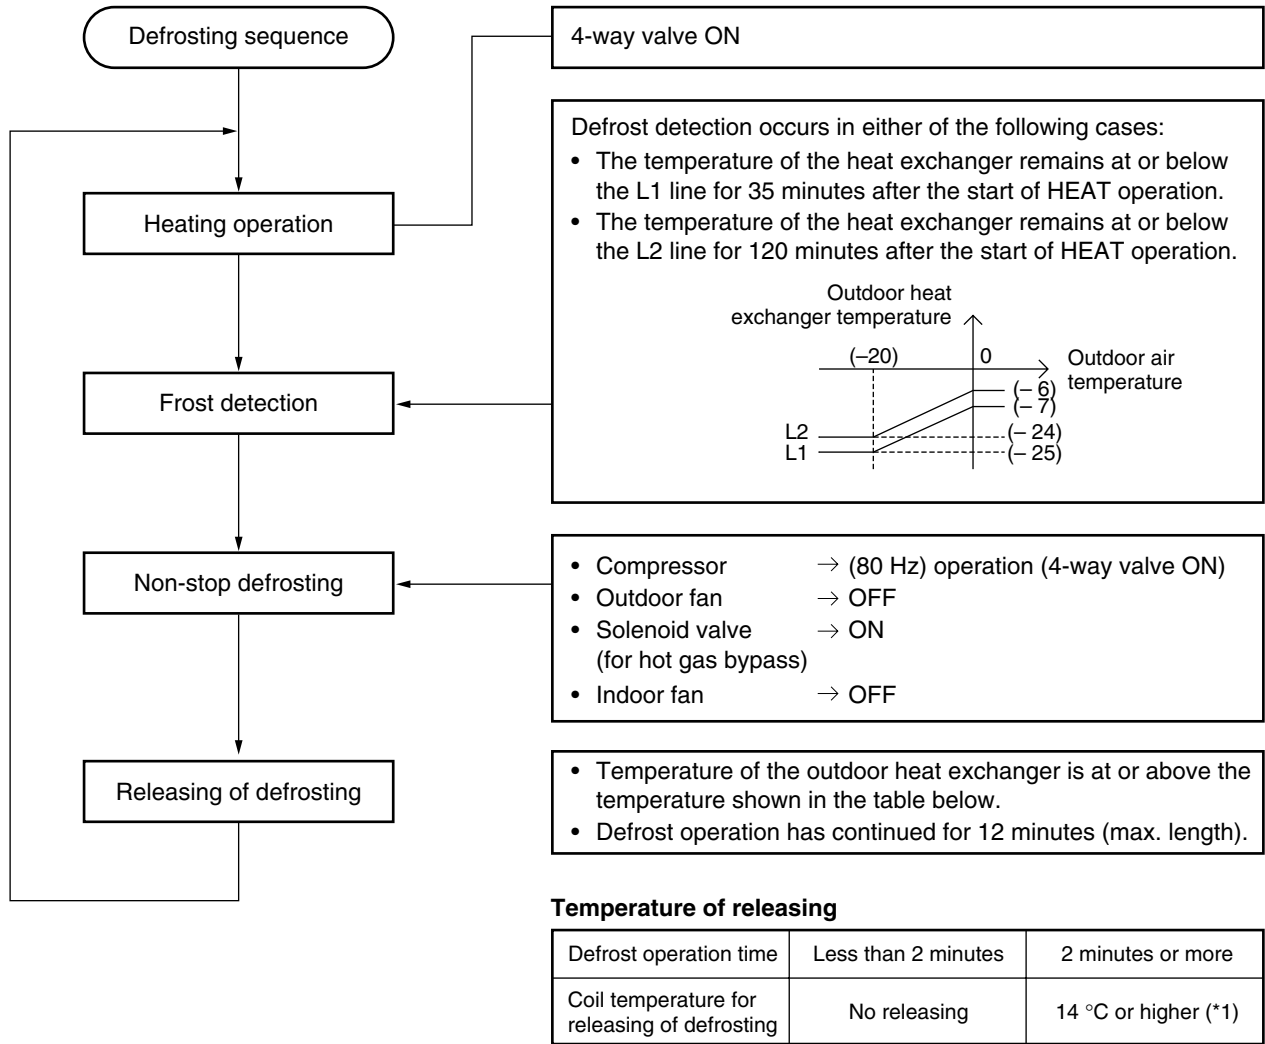 Defrosting sequence
4-way valve ON
Defrost detection occurs in either of the following cases:
• The temperature of the heat exchanger remains at or below
the L1 line for 35 minutes after the start of HEAT operation.
• The temperature of the heat exchanger remains at or below
the L2 line for 120 minutes after the start of HEAT operation.
Heating operation
Outdoor heat
exchanger temperature
(–20)
0
Outdoor air
temperature
(– 6)
(– 7)
L2
(– 24)
L1
(– 25)
Frost detection
Non-stop defrosting
• Compressor → (80 Hz) operation (4-way valve ON)
• Outdoor fan → OFF
• Solenoid valve → ON
(for hot gas bypass)
• Indoor fan → OFF
Releasing of defrosting
• Temperature of the outdoor heat exchanger is at or above the
temperature shown in the table below.
• Defrost operation has continued for 12 minutes (max. length).
Temperature of releasing
Defrost operation time
Less than 2 minutes
2 minutes or more
Coil temperature for
releasing of defrosting
No releasing
14 °C or higher (*1)